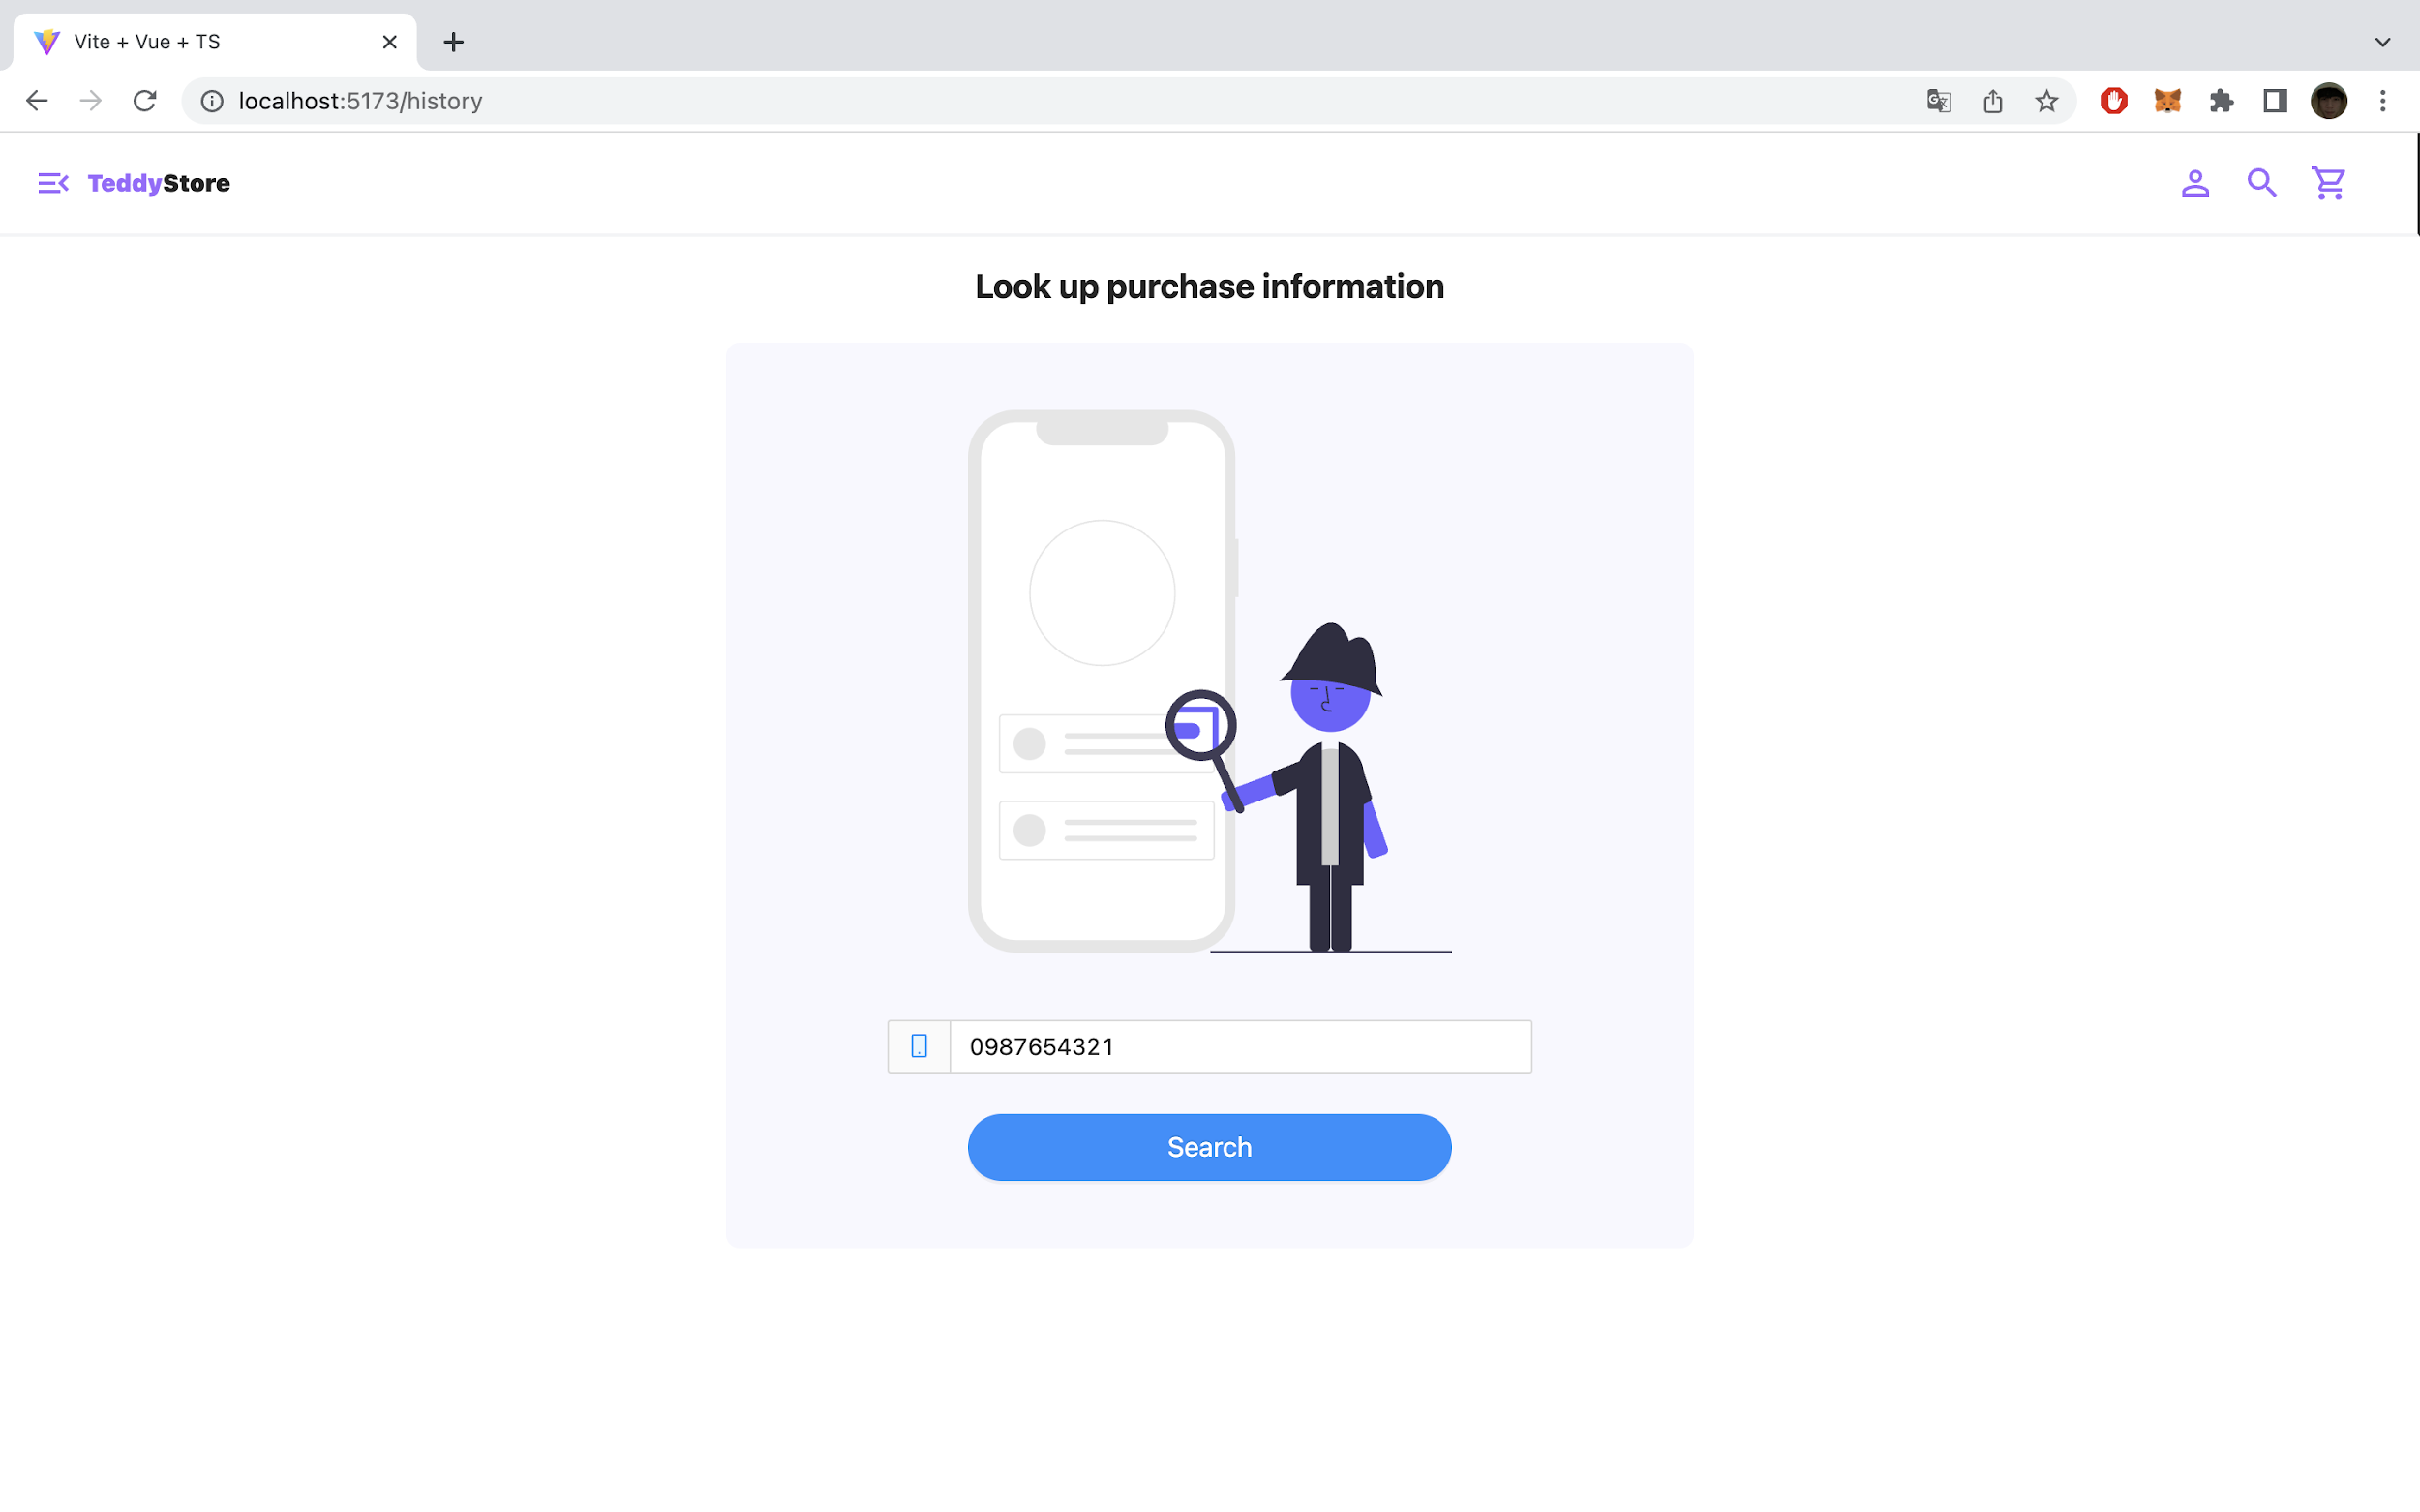 Vite + Vue + TS
localhost:5173/history
TeddyStore
Look up purchase information
0987654321
Search